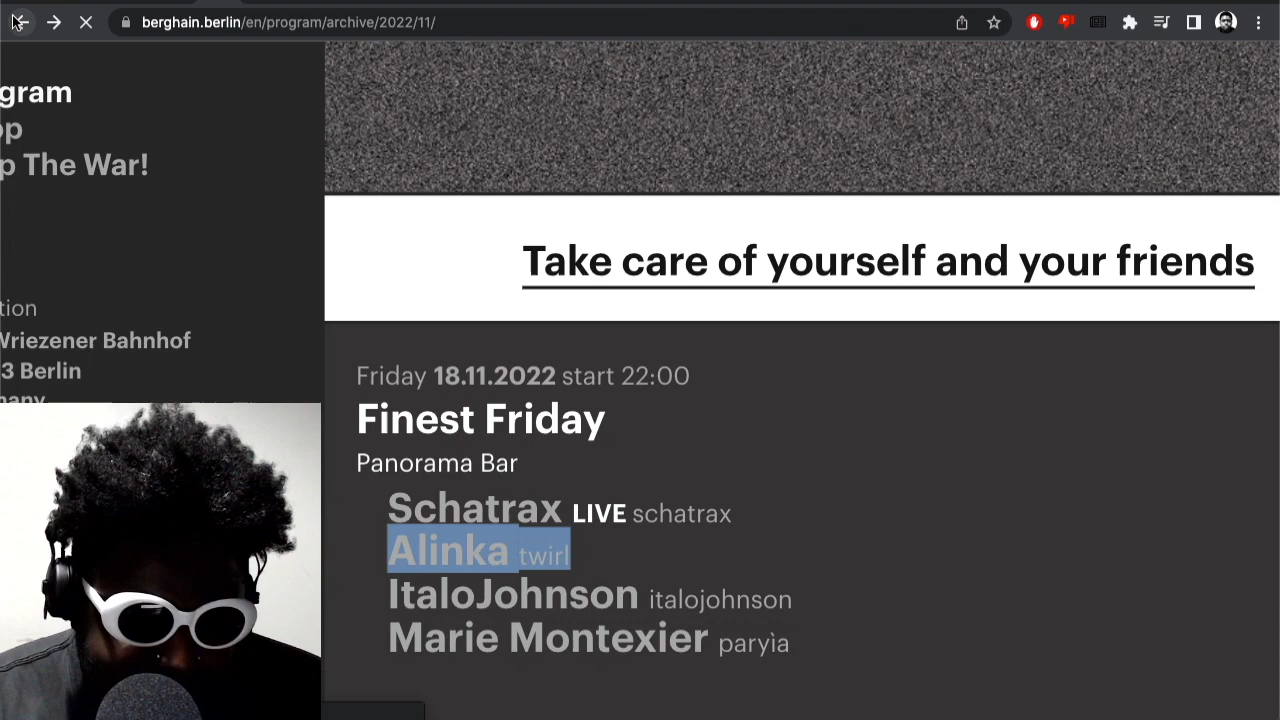 berghain.berlin/en/program/archive/2022/11/
gram
op
p The War!
Take care of yourself and your friends
tion
Wriezener Bahnhof
3 Berlin
many
Friday 18.11.2022 start 22:00
Finest Friday
Panorama Bar
Schatrax LIVE schatrax
Alinka twirl
ItaloJohnson italojohnson
Marie Montexier paryìa